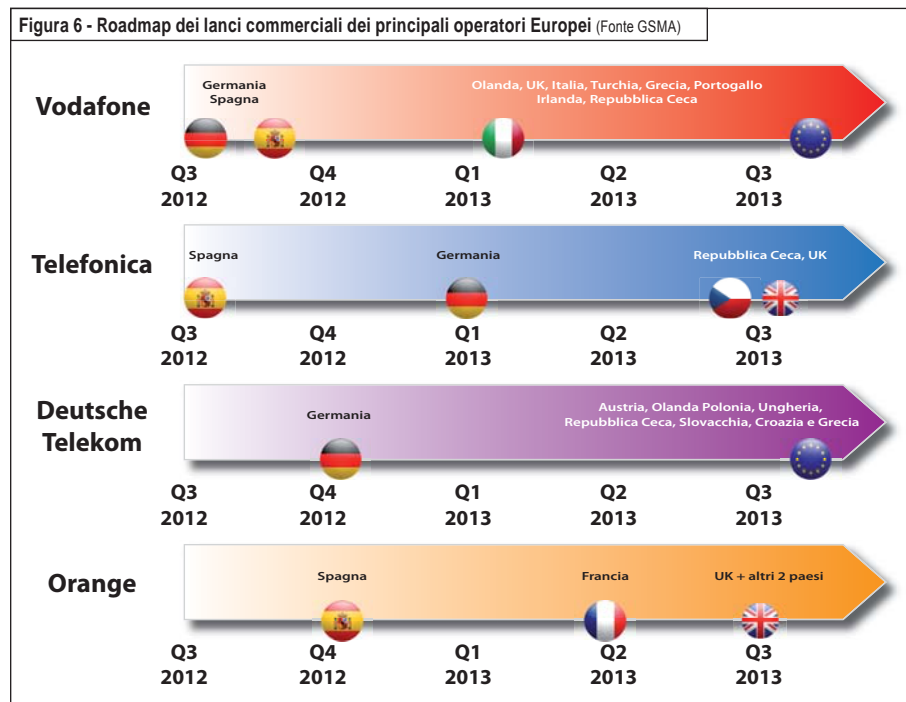 Figura 6 - Roadmap dei lanci commerciali dei principali operatori Europei (Fonte GSMA)
Vodafone
Germania
Spagna
Olanda, UK, Italia, Turchia, Grecia, Portogallo
Irlanda, Repubblica Ceca
Q3 Q4 Q1 Q2 Q3
2012 2012 2013 2013 2013
Telefonica
Spagna Germania Repubblica Ceca, UK
Q3 Q4 Q1 Q2 Q3
2012 2012 2013 2013 2013
Deutsche
Telekom
Germania
Austria, Olanda Polonia, Ungheria,
Repubblica Ceca, Slovacchia, Croazia e Grecia
Q3 Q4 Q1 Q2 Q3
2012 2012 2013 2013 2013
Orange
Spagna Francia UK + altri 2 paesi
Q3 Q4 Q1 Q2 Q3
2012 2012 2013 2013 2013